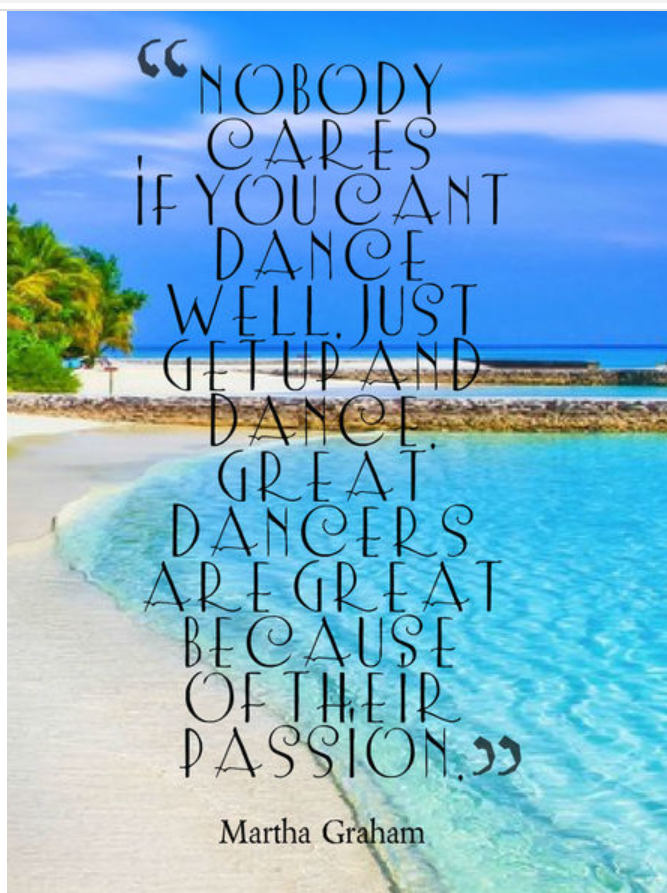 “NOBODY
CARES
IF YOU CANT
DANCE
WELL. JUST
GET UP AND
DANCE.
GREAT
DANCERS
ARE GREAT
BECAUSE
OF THEIR
PASSION.”
Martha Graham